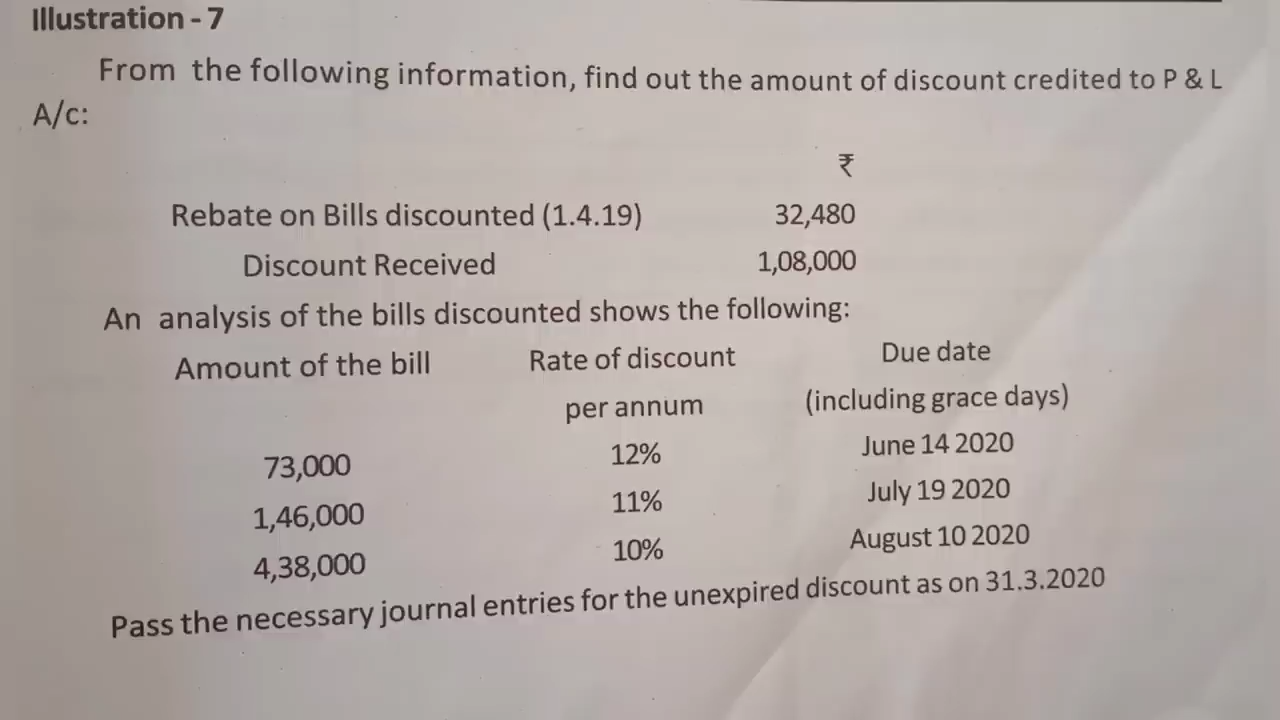 Illustration - 7
From the following information, find out the amount of discount credited to P & L
A/c:
₹
Rebate on Bills discounted (1.4.19) 32,480
Discount Received 1,08,000
An analysis of the bills discounted shows the following:
Amount of the bill Rate of discount Due date
per annum (including grace days)
73,000 12% June 14 2020
1,46,000 11% July 19 2020
4,38,000 10% August 10 2020
Pass the necessary journal entries for the unexpired discount as on 31.3.2020